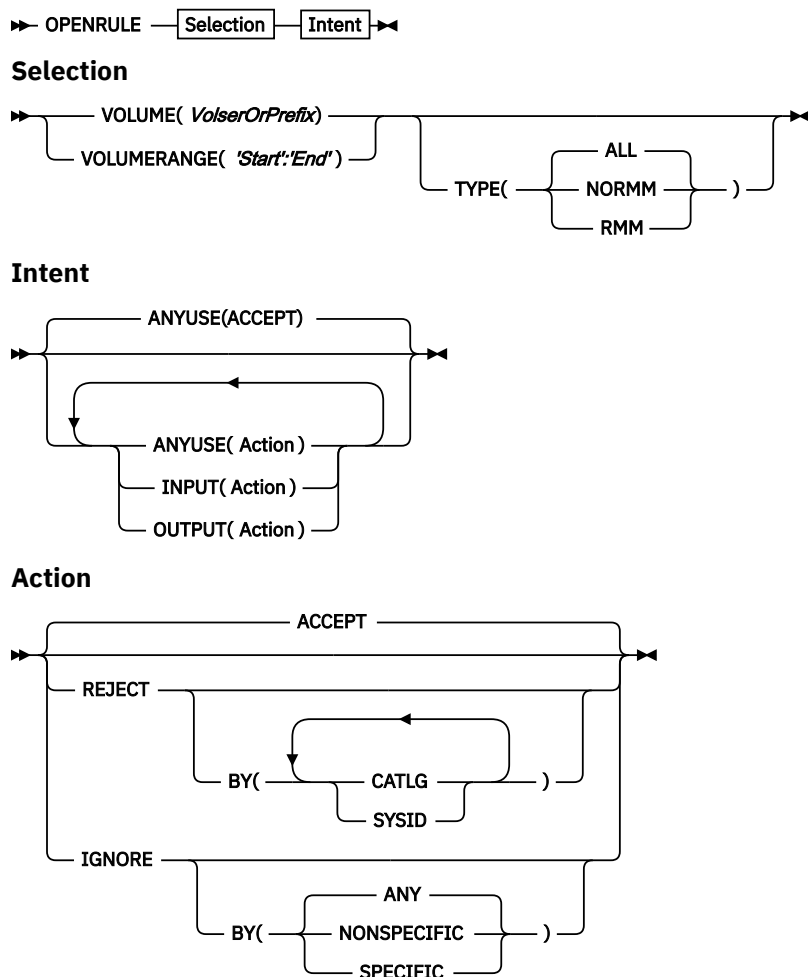 OPENRULE Selection Intent
Selection
VOLUME( VolserOrPrefix)
VOLUMERANGE( 'Start':'End' )
ALL
TYPE( NORMM )
RMM
Intent
ANYUSE(ACCEPT)
ANYUSE( Action )
INPUT( Action )
OUTPUT( Action )
Action
ACCEPT
REJECT
BY( CATLG )
SYSID
IGNORE
ANY
BY( NONSPECIFIC )
SPECIFIC